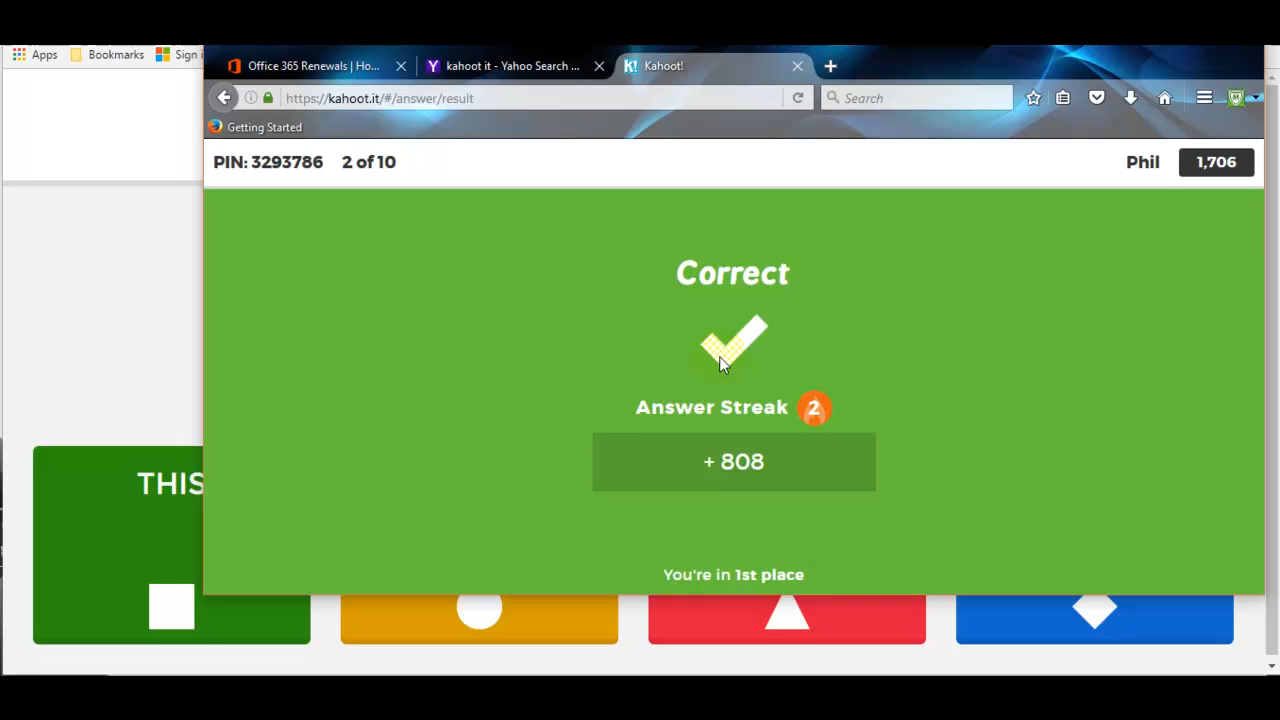 Apps Bookmarks Sign i
Office 365 Renewals | Ho...
kahoot it - Yahoo Search ...
K! Kahoot!
https://kahoot.it/#/answer/result
Search
Getting Started
PIN: 3293786 2 of 10
Phil 1,706
Correct
Answer Streak 2
+ 808
You're in 1st place
THIS